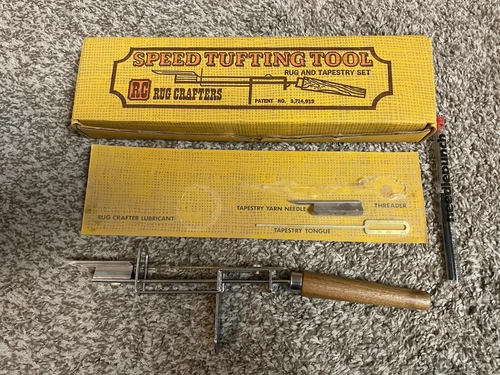 SPEED TUFTING TOOL
RUG AND TAPESTRY SET
RC RUG CRAFTERS
PATENT NO. 3,714,919
TAPESTRY YARN NEEDLE
THREADER
RUG CRAFTER LUBRICANT
TAPESTRY TONGUE